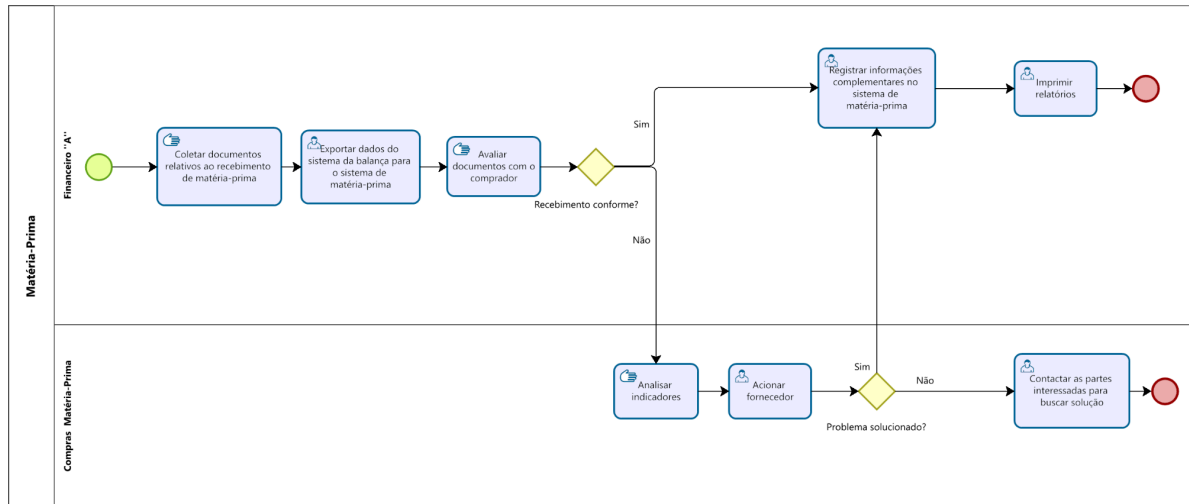 Matéria-Prima
Financeiro "A"
Coletar documentos
relativos ao recebimento
de matéria-prima
Exportar dados do
sistema da balança para
o sistema de
matéria-prima
Avaliar
documentos com o
comprador
Recebimento conforme?
Sim
Não
Registrar informações
complementares no
sistema de
matéria-prima
Imprimir
relatórios
Compras Matéria-Prima
Analisar
indicadores
Acionar
fornecedor
Problema solucionado?
Sim
Não
Contactar as partes
interessadas para
buscar solução